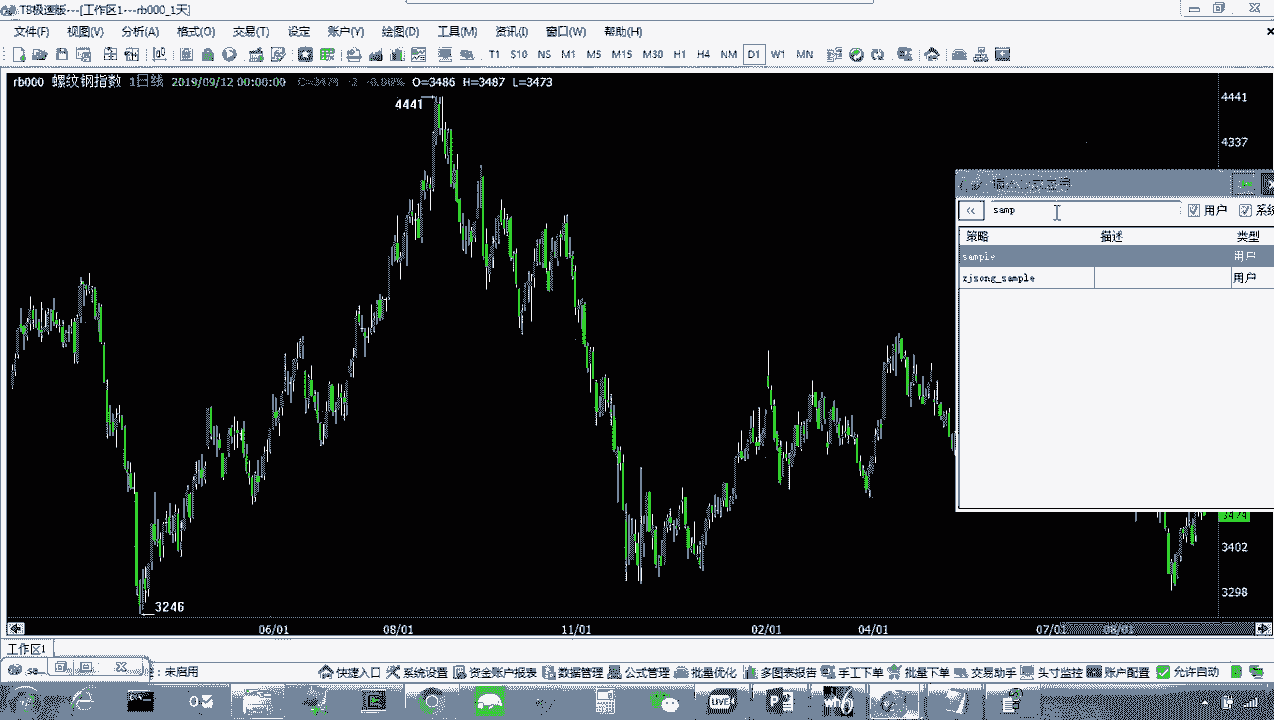 TB极速版---[工作区1---rb000_1天]
文件(F) 视图(V) 分析(A) 格式(O) 交易(T) 设定 账户(Y) 绘图(D) 工具(M) 资讯(I) 窗口(W) 帮助(H)
T1 S10 NS M1 M5 M15 M30 H1 H4 NM D1 W1 MN
rb000 螺纹钢指数 1日线 2019/09/12 00:00:00 O=3486 H=3487 L=3473
4441
4441
4337
samp 用户 系统
策略 描述 类型
sample 用户
zjsong_sample 用户
3474
3402
3298
3246
06/01 08/01 11/01 02/01 04/01 07/01 08/01
工作区1
未启用 快捷入口 系统设置 资金账户报表 数据管理 公式管理 批量优化 多图表报告 手工下单 批量下单 交易助手 头寸监控 账户配置 允许自动
LIVE